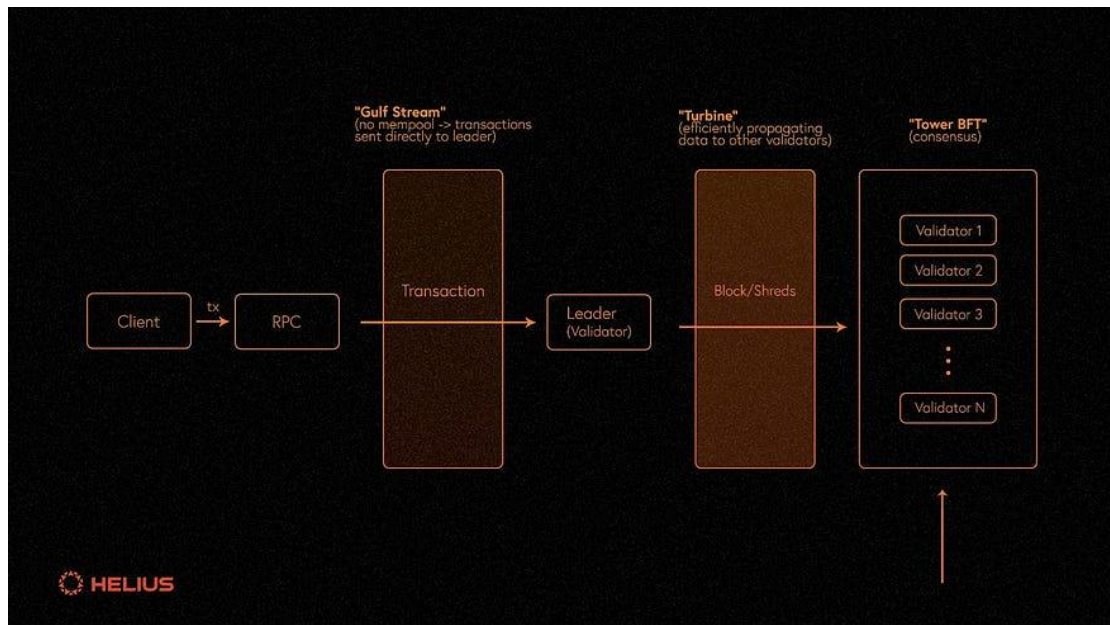 "Gulf Stream"
(no mempool -> transactions
sent directly to leader)
"Turbine"
(efficiently propagating
data to other validators)
"Tower BFT"
(consensus)
Client
tx
RPC
Transaction
Leader
(Validator)
Block/Shreds
Validator 1
Validator 2
Validator 3
Validator N
HELIUS